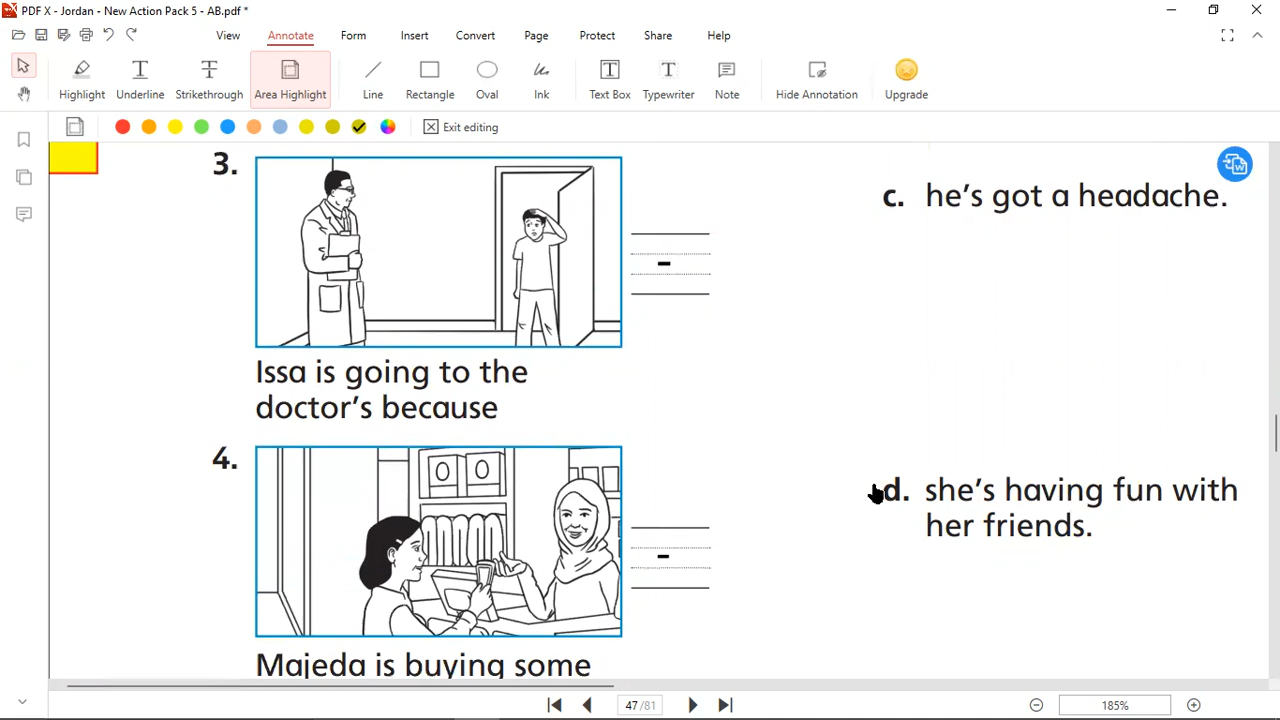 PDF X - Jordan - New Action Pack 5 - AB.pdf *
View Annotate Form Insert Convert Page Protect Share Help
Highlight Underline Strikethrough Area Highlight Line Rectangle Oval Ink Text Box Typewriter Note Hide Annotation Upgrade
Exit editing
3.
c. he's got a headache.
-
Issa is going to the
doctor's because
4.
d. she's having fun with
her friends.
-
Majeda is buying some
47 /81
185%